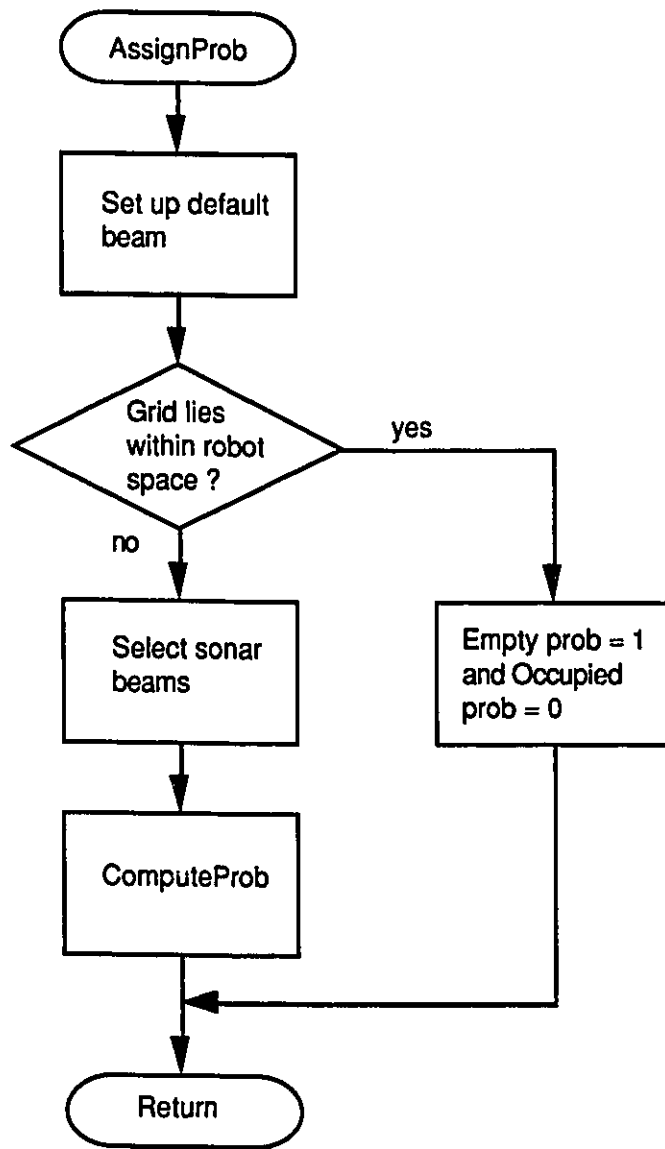 AssignProb
Set up default
beam
Grid lies
within robot
space ?
yes
no
Select sonar
beams
Empty prob = 1
and Occupied
prob = 0
ComputeProb
Return